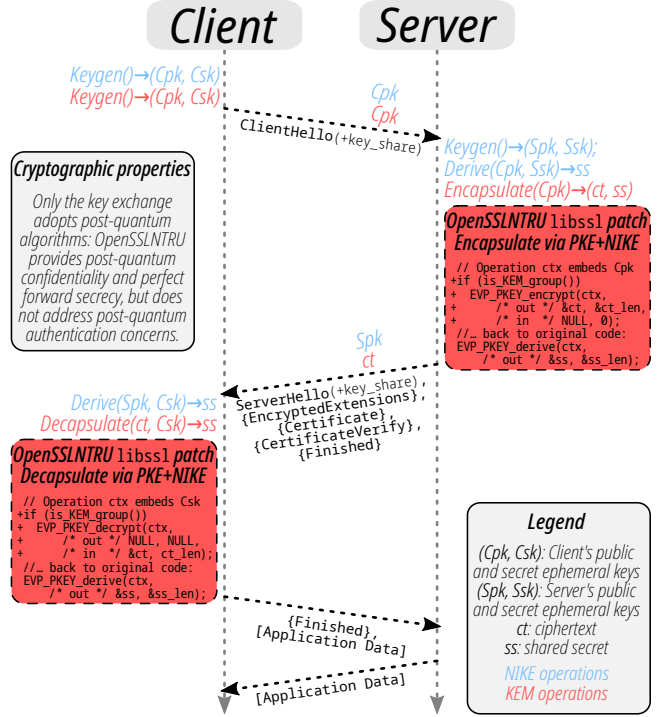 Client
Server
Keygen()→(Cpk, Csk)
Keygen()→(Cpk, Csk)
Cpk
Cpk
ClientHello(+key_share)
Keygen()→(Spk, Ssk);
Derive(Cpk, Ssk)→ss
Encapsulate(Cpk)→(ct, ss)
Cryptographic properties
Only the key exchange
adopts post-quantum
algorithms: OpenSSLNTRU
provides post-quantum
confidentiality and perfect
forward secrecy, but does
not address post-quantum
authentication concerns.
OpenSSLNTRU libssl patch
Encapsulate via PKE+NIKE
// Operation ctx embeds Cpk
+if (is_KEM_group())
+  EVP_PKEY_encrypt(ctx,
+      /* out */ &ct, &ct_len,
+      /* in  */ NULL, 0);
//… back to original code:
EVP_PKEY_derive(ctx,
/* out */ &ss, &ss_len);
Spk
ct
ServerHello(+key_share),
{EncryptedExtensions},
{Certificate},
{CertificateVerify},
{Finished}
Derive(Spk, Csk)→ss
Decapsulate(ct, Csk)→ss
OpenSSLNTRU libssl patch
Decapsulate via PKE+NIKE
// Operation ctx embeds Csk
+if (is_KEM_group())
+  EVP_PKEY_decrypt(ctx,
+      /* out */ NULL, NULL,
+      /* in  */ &ct, ct_len);
//… back to original code:
EVP_PKEY_derive(ctx,
/* out */ &ss, &ss_len);
{Finished},
[Application Data]
[Application Data]
Legend
(Cpk, Csk): Client's public
and secret ephemeral keys
(Spk, Ssk): Server's public
and secret ephemeral keys
ct: ciphertext
ss: shared secret
NIKE operations
KEM operations